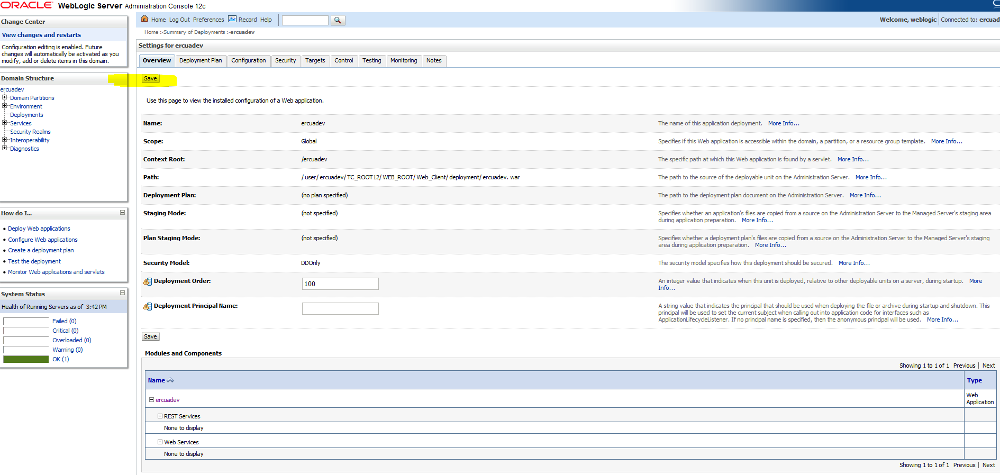 ORACLE WebLogic Server Administration Console 12c
Change Center
View changes and restarts
Configuration editing is enabled. Future
changes will automatically be activated as you
modify, add or delete items in this domain.
Domain Structure
ercuadev
Domain Partitions
Environment
Deployments
Services
Security Realms
Interoperability
Diagnostics
How do I...
Deploy Web applications
Configure Web applications
Create a deployment plan
Test the deployment
Monitor Web applications and servlets
System Status
Health of Running Servers as of 3:42 PM
Failed (0)
Critical (0)
Overloaded (0)
Warning (0)
OK (1)
Home Log Out Preferences Record Help
Welcome, weblogic Connected to: ercuad
Home >Summary of Deployments >ercuadev
Settings for ercuadev
Overview Deployment Plan Configuration Security Targets Control Testing Monitoring Notes
Save
Use this page to view the installed configuration of a Web application.
Name: ercuadev The name of this application deployment. More Info...
Scope: Global Specifies if this Web application is accessible within the domain, a partition, or a resource group template. More Info...
Context Root: /ercuadev The specific path at which this Web application is found by a servlet. More Info...
Path: /user/ercuadev/TC_ROOT12/WEB_ROOT/Web_Client/deployment/ercuadev.war The path to the source of the deployable unit on the Administration Server. More Info...
Deployment Plan: (no plan specified) The path to the deployment plan document on the Administration Server. More Info...
Staging Mode: (not specified) Specifies whether an application's files are copied from a source on the Administration Server to the Managed Server's staging area
during application preparation. More Info...
Plan Staging Mode: (not specified) Specifies whether a deployment plan's files are copied from a source on the Administration Server to the Managed Server's staging
area during application preparation. More Info...
Security Model: DDOnly The security model specifies how this deployment should be secured. More Info...
Deployment Order: 100 An integer value that indicates when this unit is deployed, relative to other deployable units on a server, during startup. More
Info...
Deployment Principal Name: A string value that indicates the principal that should be used when deploying the file or archive during startup and shutdown. This
principal will be used to set the current subject when calling out into application code for interfaces such as
ApplicationLifecycleListener. If no principal name is specified, then the anonymous principal will be used. More Info...
Save
Modules and Components
Showing 1 to 1 of 1 Previous | Next
Name Type
ercuadev Web
Application
REST Services
None to display
Web Services
None to display
Showing 1 to 1 of 1 Previous | Next